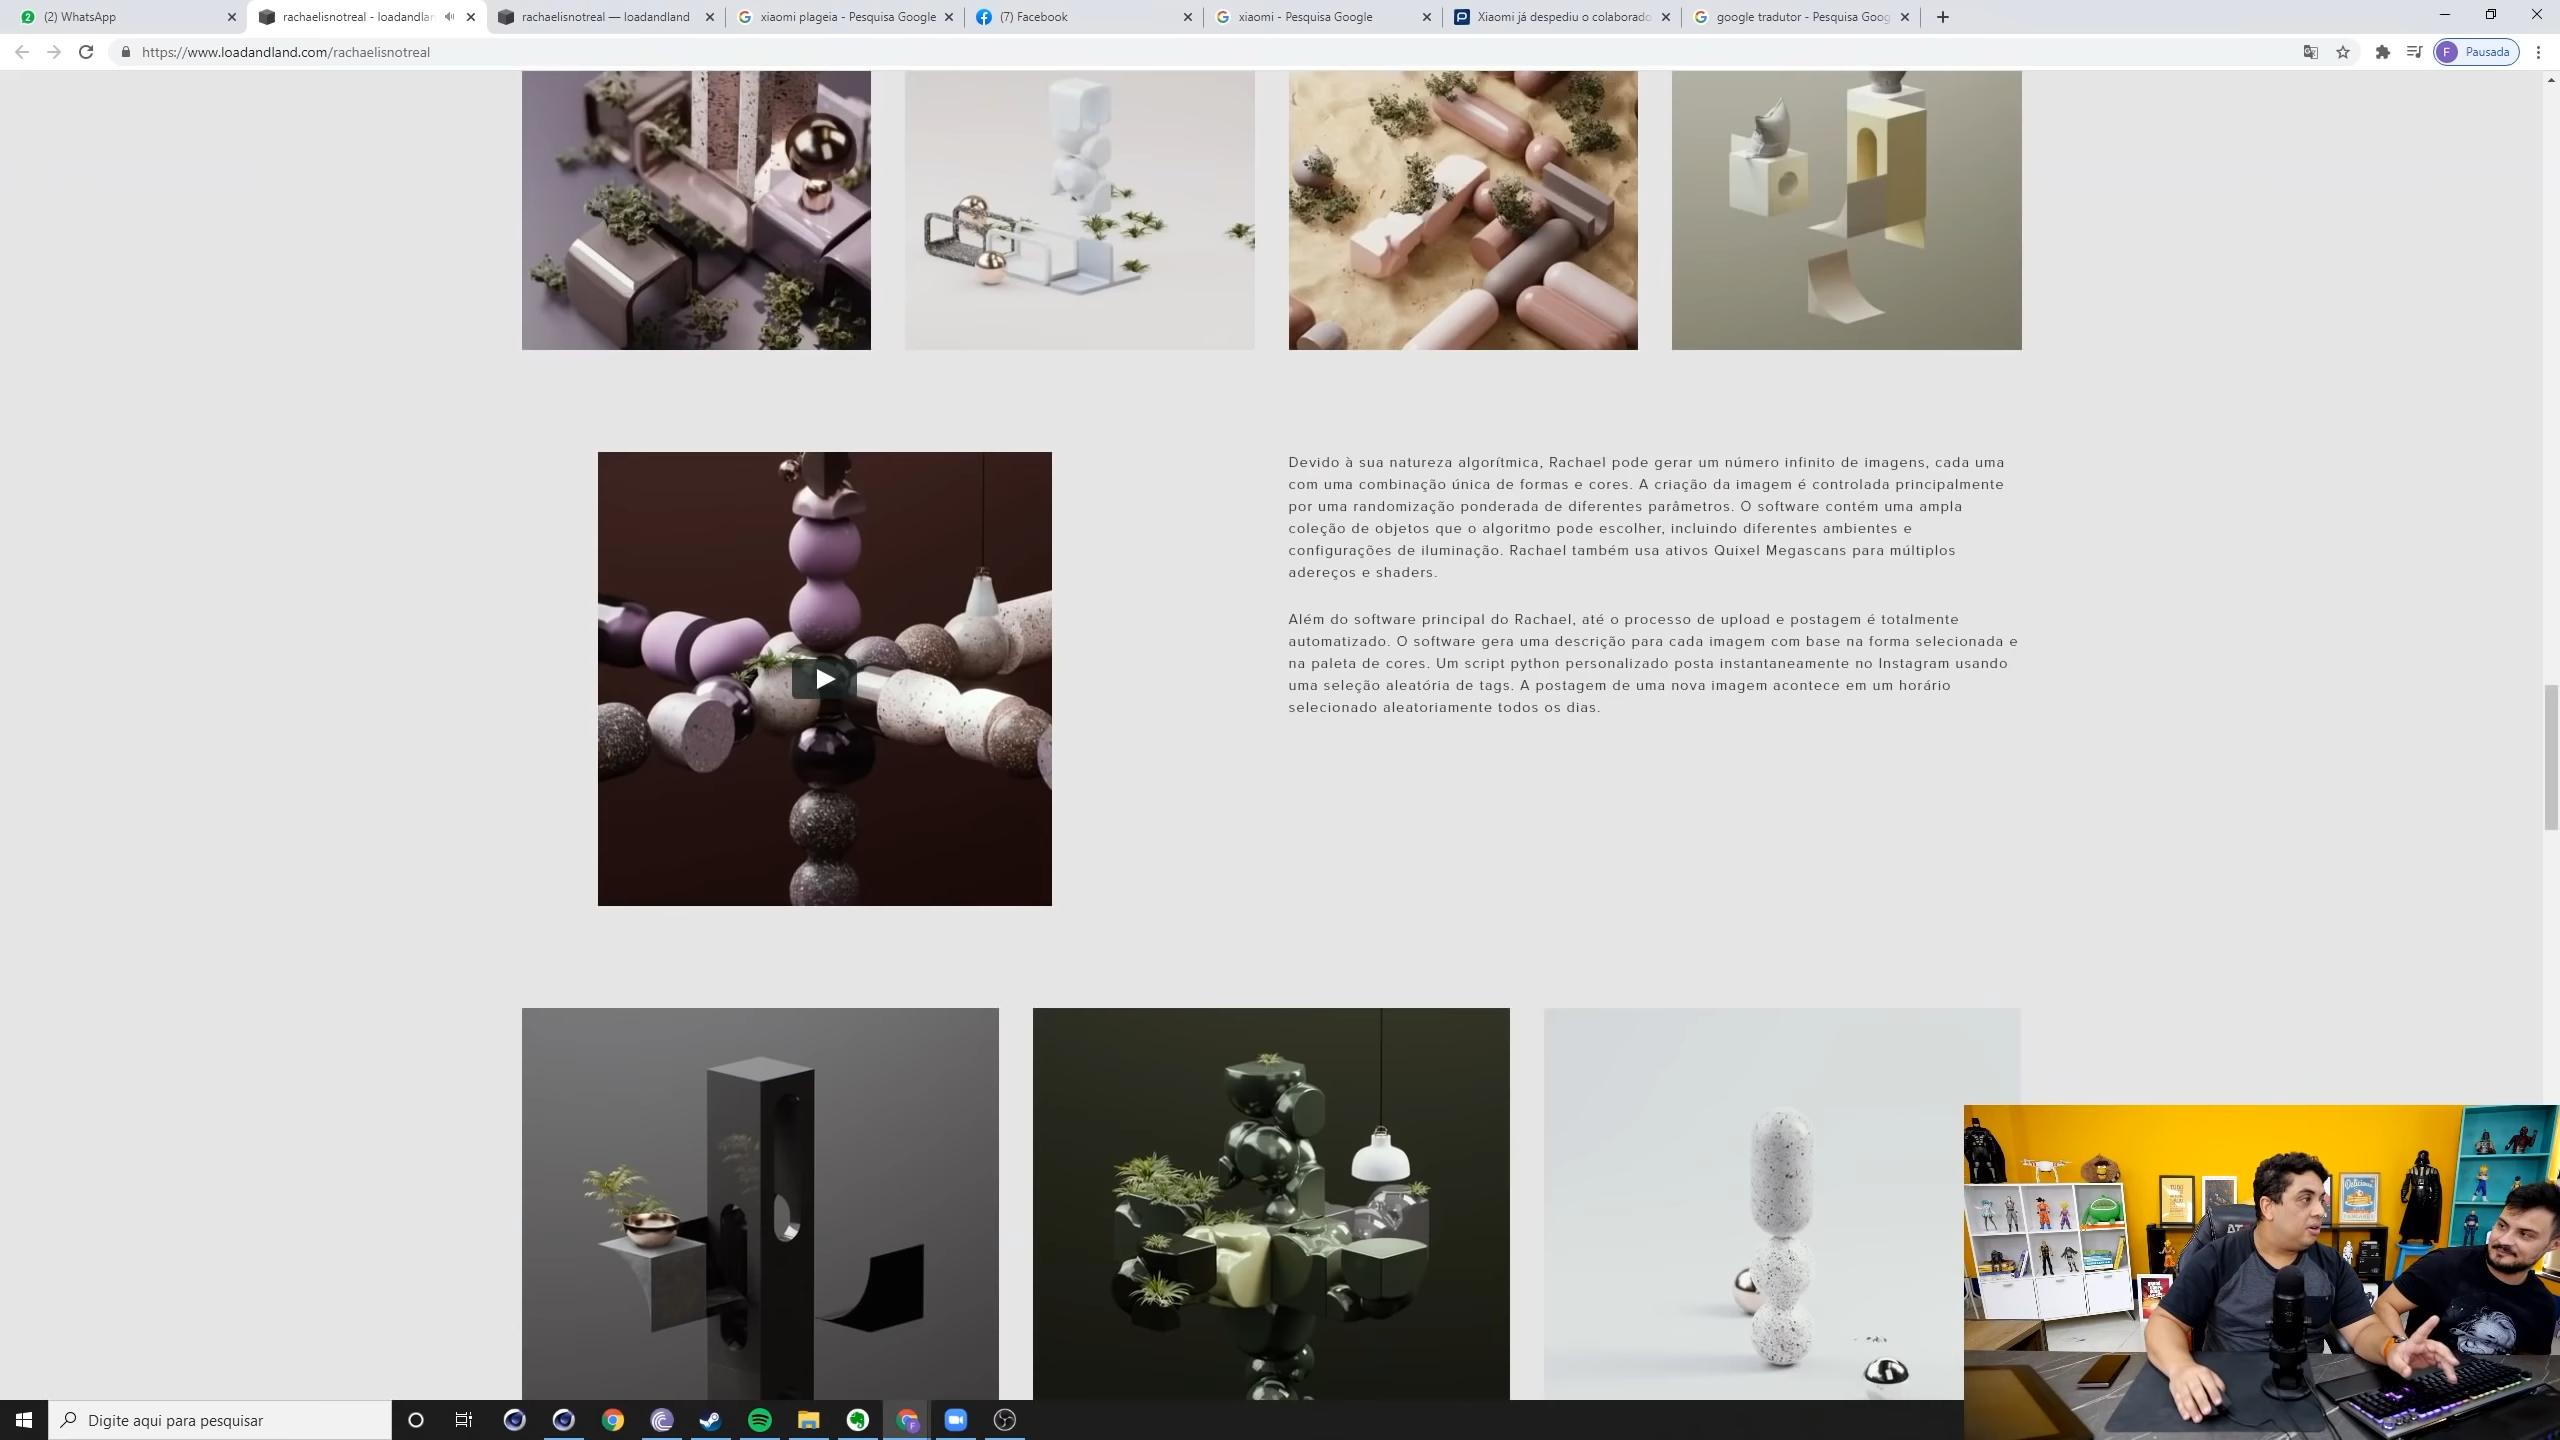 (2) WhatsApp
rachaelisnotreal - loadandlan
rachaelisnotreal — loadandland
xiaomi plageia - Pesquisa Google
(7) Facebook
xiaomi - Pesquisa Google
Xiaomi já despediu o colaborado
google tradutor - Pesquisa Goog
https://www.loadandland.com/rachaelisnotreal
F
Pausada
Devido à sua natureza algorítmica, Rachael pode gerar um número infinito de imagens, cada uma
com uma combinação única de formas e cores. A criação da imagem é controlada principalmente
por uma randomização ponderada de diferentes parâmetros. O software contém uma ampla
coleção de objetos que o algoritmo pode escolher, incluindo diferentes ambientes e
configurações de iluminação. Rachael também usa ativos Quixel Megascans para múltiplos
adereços e shaders.
Além do software principal do Rachael, até o processo de upload e postagem é totalmente
automatizado. O software gera uma descrição para cada imagem com base na forma selecionada e
na paleta de cores. Um script python personalizado posta instantaneamente no Instagram usando
uma seleção aleatória de tags. A postagem de uma nova imagem acontece em um horário
selecionado aleatoriamente todos os dias.
Digite aqui para pesquisar